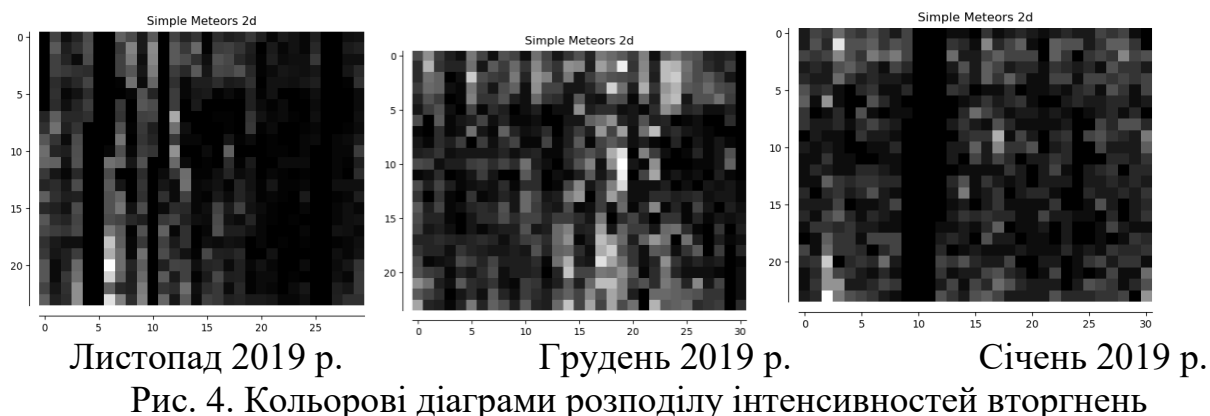 Simple Meteors 2d
0
5
10
15
20
0 5 10 15 20 25
Simple Meteors 2d
0
5
10
15
20
0 5 10 15 20 25 30
Simple Meteors 2d
0
5
10
15
20
0 5 10 15 20 25 30
Листопад 2019 р. Грудень 2019 р. Січень 2019 р.
Рис. 4. Кольорові діаграми розподілу інтенсивностей вторгнень